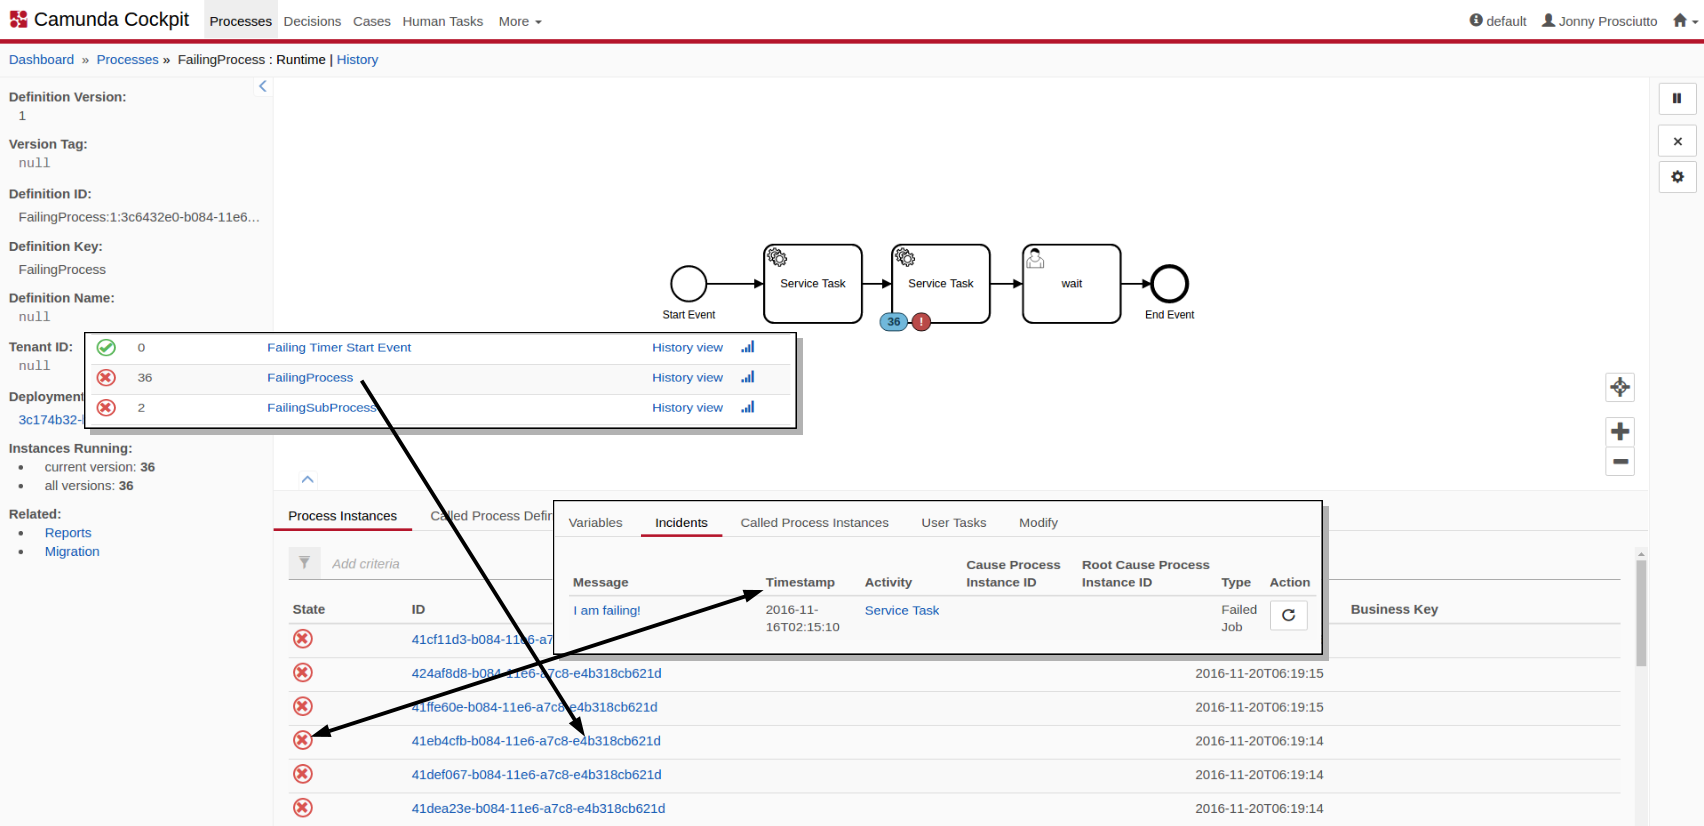 Camunda Cockpit Processes Decisions Cases Human Tasks More default Jonny Prosciutto
Dashboard » Processes » FailingProcess : Runtime | History
Definition Version:
1
Version Tag:
null
Definition ID:
FailingProcess:1:3c6432e0-b084-11e6...
Definition Key:
FailingProcess
Definition Name:
null
Tenant ID:
null
Deployment
3c174b32-
Instances Running:
current version: 36
all versions: 36
Related:
Reports
Migration
Start Event
Service Task
Service Task
36 !
wait
End Event
0 Failing Timer Start Event History view
36 FailingProcess History view
2 FailingSubProcess History view
Process Instances Called Process Defin
Add criteria
State ID Business Key
41cf11d3-b084-11e6-a7
424af8d8-b084-11e6-a7c8-e4b318cb621d 2016-11-20T06:19:15
41ffe60e-b084-11e6-a7c8-e4b318cb621d 2016-11-20T06:19:15
41eb4cfb-b084-11e6-a7c8-e4b318cb621d 2016-11-20T06:19:14
41def067-b084-11e6-a7c8-e4b318cb621d 2016-11-20T06:19:14
41dea23e-b084-11e6-a7c8-e4b318cb621d 2016-11-20T06:19:14
Variables Incidents Called Process Instances User Tasks Modify
Cause Process Root Cause Process
Message Timestamp Activity Instance ID Instance ID Type Action
I am failing! 2016-11- Service Task Failed
16T02:15:10 Job